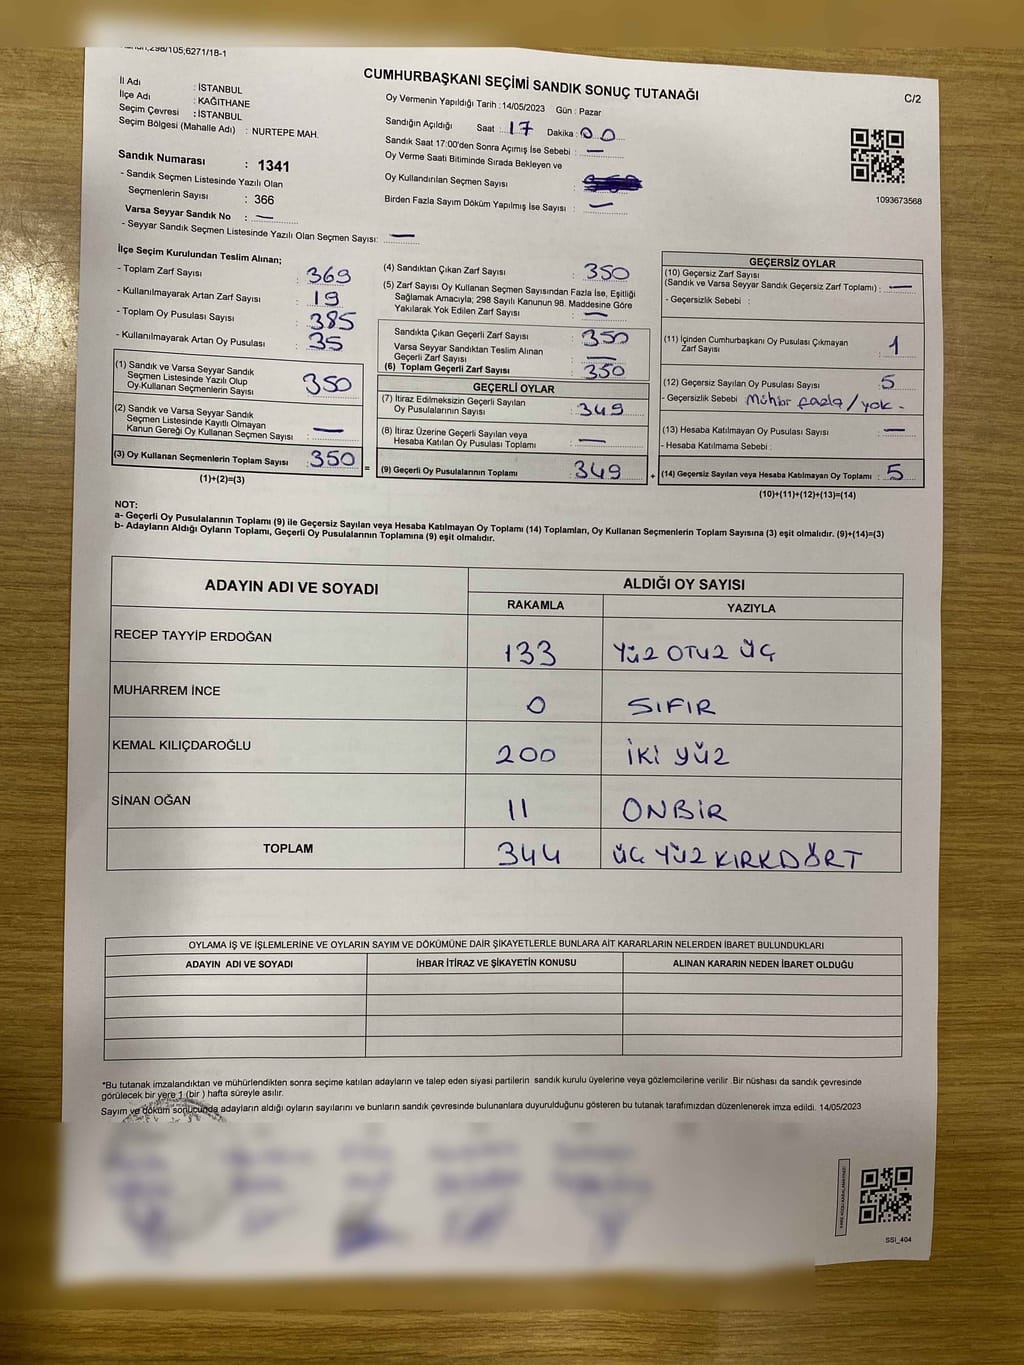 298/105;6271/18-1
CUMHURBAŞKANI SEÇİMİ SANDIK SONUÇ TUTANAĞI
C/2
İl Adı : İSTANBUL
İlçe Adı : KAĞITHANE
Seçim Çevresi : İSTANBUL
Seçim Bölgesi (Mahalle Adı) : NURTEPE MAH.
Sandık Numarası : 1341
- Sandık Seçmen Listesinde Yazılı Olan
Seçmenlerin Sayısı : 366
Varsa Seyyar Sandık No : —
- Seyyar Sandık Seçmen Listesinde Yazılı Olan Seçmen Sayısı: —
Oy Vermenin Yapıldığı Tarih :14/05/2023 Gün : Pazar
Sandığın Açıldığı Saat : 17 Dakika : 00
Sandık Saat 17:00'den Sonra Açımış İse Sebebi : —
Oy Verme Saati Bitiminde Sırada Bekleyen ve
Oy Kullandırılan Seçmen Sayısı :
Birden Fazla Sayım Döküm Yapılmış İse Sayısı : —
1093673568
İlçe Seçim Kurulundan Teslim Alınan;
- Toplam Zarf Sayısı : 369
- Kullanılmayarak Artan Zarf Sayısı : 19
- Toplam Oy Pusulası Sayısı : 385
- Kullanılmayarak Artan Oy Pusulası : 35
(1) Sandık ve Varsa Seyyar Sandık
Seçmen Listesinde Yazılı Olup
Oy Kullanan Seçmenlerin Sayısı : 350
(2) Sandık ve Varsa Seyyar Sandık
Seçmen Listesinde Kayıtlı Olmayan
Kanun Gereği Oy Kullanan Seçmen Sayısı : —
(3) Oy Kullanan Seçmenlerin Toplam Sayısı : 350
(1)+(2)=(3)
=
(4) Sandıktan Çıkan Zarf Sayısı : 350
(5) Zarf Sayısı Oy Kullanan Seçmen Sayısından Fazla İse, Eşitliği
Sağlamak Amacıyla; 298 Sayılı Kanunun 98. Maddesine Göre
Yakılarak Yok Edilen Zarf Sayısı : —
Sandıkta Çıkan Geçerli Zarf Sayısı : 350
Varsa Seyyar Sandıktan Teslim Alınan
Geçerli Zarf Sayısı : —
(6) Toplam Geçerli Zarf Sayısı : 350
GEÇERLİ OYLAR
(7) İtiraz Edilmeksizin Geçerli Sayılan
Oy Pusulalarının Sayısı : 349
(8) İtiraz Üzerine Geçerli Sayılan veya
Hesaba Katılan Oy Pusulası Toplamı : —
(9) Geçerli Oy Pusulalarının Toplamı : 349
+
GEÇERSİZ OYLAR
(10) Geçersiz Zarf Sayısı
(Sandık ve Varsa Seyyar Sandık Geçersiz Zarf Toplamı) : —
- Geçersizlik Sebebi :
(11) İçinden Cumhurbaşkanı Oy Pusulası Çıkmayan
Zarf Sayısı : 1
(12) Geçersiz Sayılan Oy Pusulası Sayısı : 5
- Geçersizlik Sebebi : Mühür fazla / yok -
(13) Hesaba Katılmayan Oy Pusulası Sayısı : —
- Hesaba Katılmama Sebebi :
(14) Geçersiz Sayılan veya Hesaba Katılmayan Oy Toplamı : 5
(10)+(11)+(12)+(13)=(14)
NOT:
a- Geçerli Oy Pusulalarının Toplamı (9) ile Geçersiz Sayılan veya Hesaba Katılmayan Oy Toplamı (14) Toplamları, Oy Kullanan Seçmenlerin Toplam Sayısına (3) eşit olmalıdır. (9)+(14)=(3)
b- Adayların Aldığı Oyların Toplamı, Geçerli Oy Pusulalarının Toplamına (9) eşit olmalıdır.
ADAYIN ADI VE SOYADI ALDIĞI OY SAYISI
RAKAMLA YAZIYLA
RECEP TAYYİP ERDOĞAN 133 YÜZ OTUZ ÜÇ
MUHARREM İNCE 0 SIFIR
KEMAL KILIÇDAROĞLU 200 İKİ YÜZ
SİNAN OĞAN 11 ONBİR
TOPLAM 344 ÜÇ YÜZ KIRKDÖRT
OYLAMA İŞ VE İŞLEMLERİNE VE OYLARIN SAYIM VE DÖKÜMÜNE DAİR ŞİKAYETLERLE BUNLARA AİT KARARLARIN NELERDEN İBARET BULUNDUKLARI
ADAYIN ADI VE SOYADI İHBAR İTİRAZ VE ŞİKAYETİN KONUSU ALINAN KARARIN NEDEN İBARET OLDUĞU
*Bu tutanak imzalandıktan ve mühürlendikten sonra seçime katılan adayların ve talep eden siyasi partilerin sandık kurulu üyelerine veya gözlemcilerine verilir .Bir nüshası da sandık çevresinde
görülecek bir yere 1 (bir ) hafta süreyle asılır.
Sayım ve döküm sonucunda adayların aldığı oyların sayılarını ve bunların sandık çevresinde bulunanlara duyurulduğunu gösteren bu tutanak tarafımızdan düzenlenerek imza edildi. 14/05/2023
SSI_404